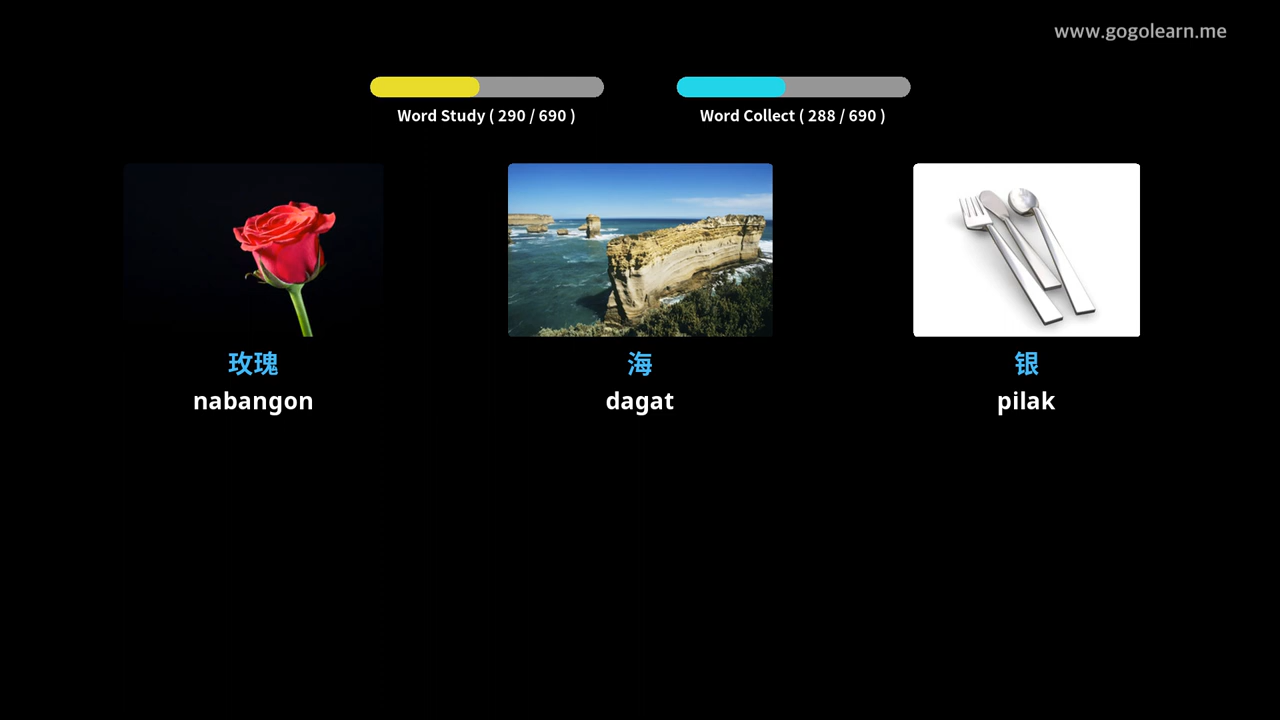 www.gogolearn.me
Word Study ( 290 / 690 )
Word Collect ( 288 / 690 )
玫瑰
nabangon
海
dagat
银
pilak